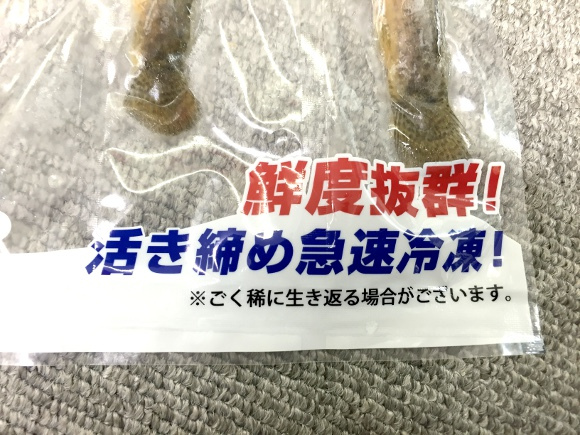 鮮度抜群！
活き締め急速冷凍！
※ごく稀に生き返る場合がございます。